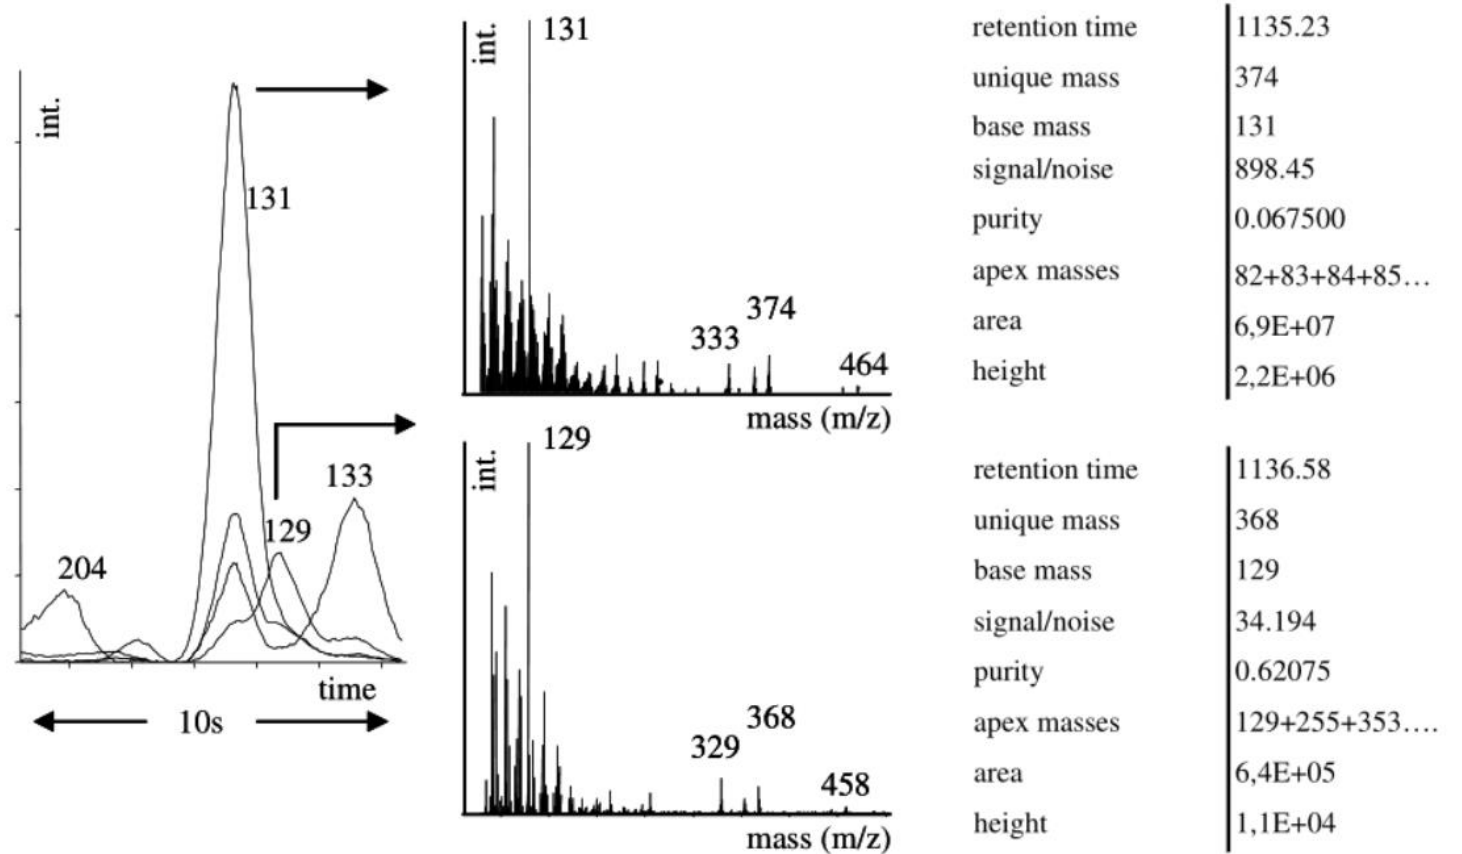 int.
131
204
129
133
time
10s
int.
131
333
374
464
mass (m/z)
int.
129
329
368
458
mass (m/z)
retention time 1135.23
unique mass 374
base mass 131
signal/noise 898.45
purity 0.067500
apex masses 82+83+84+85…
area 6,9E+07
height 2,2E+06
retention time 1136.58
unique mass 368
base mass 129
signal/noise 34.194
purity 0.62075
apex masses 129+255+353….
area 6,4E+05
height 1,1E+04